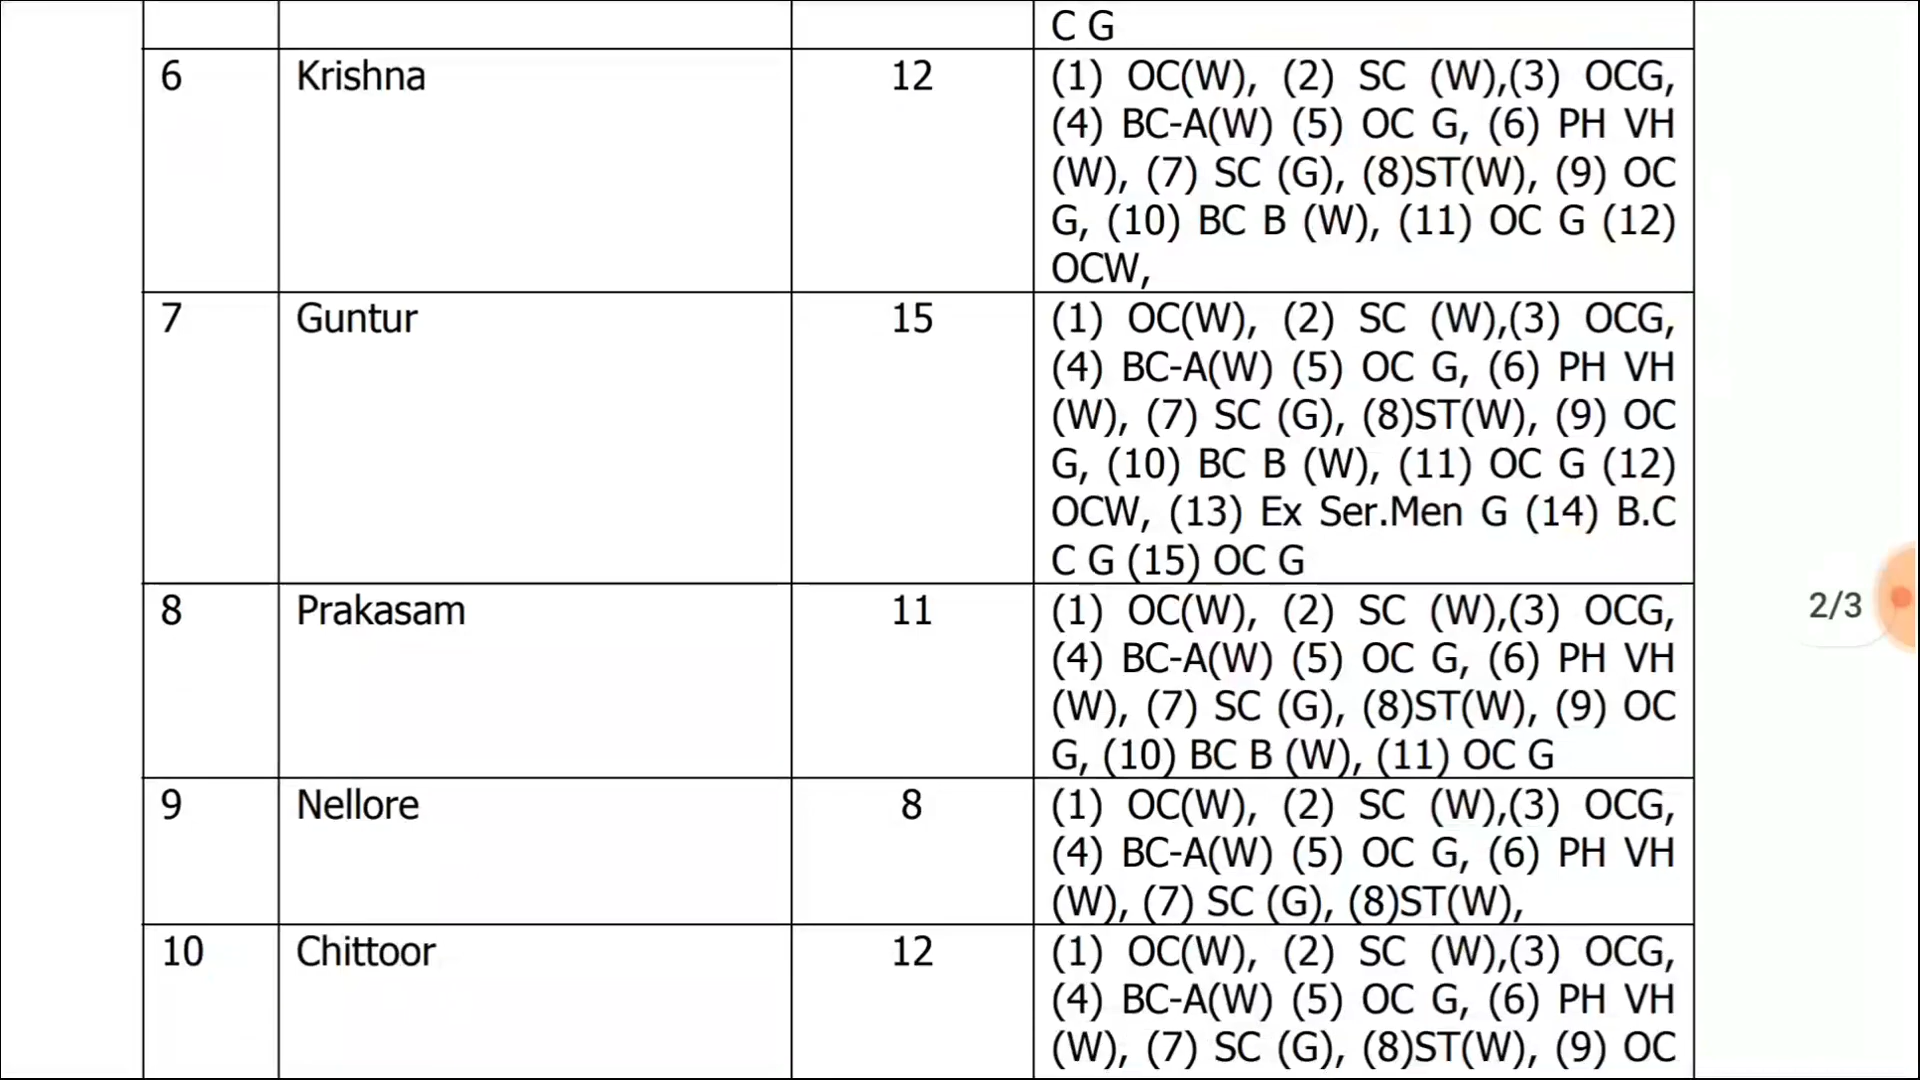 C G
6 Krishna 12 (1) OC(W), (2) SC (W),(3) OCG,
(4) BC-A(W) (5) OC G, (6) PH VH
(W), (7) SC (G), (8)ST(W), (9) OC
G, (10) BC B (W), (11) OC G (12)
OCW,
7 Guntur 15 (1) OC(W), (2) SC (W),(3) OCG,
(4) BC-A(W) (5) OC G, (6) PH VH
(W), (7) SC (G), (8)ST(W), (9) OC
G, (10) BC B (W), (11) OC G (12)
OCW, (13) Ex Ser.Men G (14) B.C
C G (15) OC G
8 Prakasam 11 (1) OC(W), (2) SC (W),(3) OCG,
(4) BC-A(W) (5) OC G, (6) PH VH
(W), (7) SC (G), (8)ST(W), (9) OC
G, (10) BC B (W), (11) OC G
9 Nellore 8 (1) OC(W), (2) SC (W),(3) OCG,
(4) BC-A(W) (5) OC G, (6) PH VH
(W), (7) SC (G), (8)ST(W),
10 Chittoor 12 (1) OC(W), (2) SC (W),(3) OCG,
(4) BC-A(W) (5) OC G, (6) PH VH
(W), (7) SC (G), (8)ST(W), (9) OC
2/3